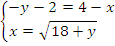 -y - 2 = 4 - x
x = √(18 + y)